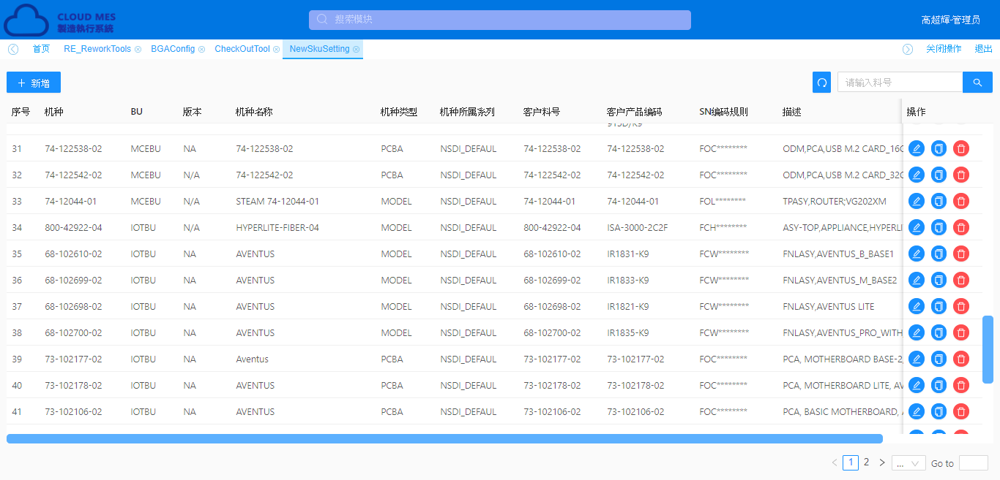 CLOUD MES
製造執行系統
搜索模块
高超輝-管理员
首页 RE_ReworkTools BGAConfig CheckOutTool NewSkuSetting 关闭操作 退出
新增 请输入料号
序号 机种 BU 版本 机种名称 机种类型 机种所属系列 客户料号 客户产品编码 SN编码规则 描述 操作
915D/K9
31 74-122538-02 MCEBU NA 74-122538-02 PCBA NSDI_DEFAUL 74-122538-02 74-122538-02 FOC******** ODM,PCA,USB M.2 CARD_16G
32 74-122542-02 MCEBU N/A 74-122542-02 PCBA NSDI_DEFAUL 74-122542-02 74-122542-02 FOC******** ODM,PCA,USB M.2 CARD_32G
33 74-12044-01 MCEBU N/A STEAM 74-12044-01 MODEL NSDI_DEFAUL 74-12044-01 74-12044-01 FOL******** TPASY,ROUTER;VG202XM
34 800-42922-04 IOTBU N/A HYPERLITE-FIBER-04 MODEL NSDI_DEFAUL 800-42922-04 ISA-3000-2C2F FCH******** ASY-TOP,APPLIANCE,HYPERLI
35 68-102610-02 IOTBU NA AVENTUS MODEL NSDI_DEFAUL 68-102610-02 IR1831-K9 FCW******** FNLASY,AVENTUS_B_BASE1
36 68-102699-02 IOTBU NA AVENTUS MODEL NSDI_DEFAUL 68-102699-02 IR1833-K9 FCW******** FNLASY,AVENTUS_M_BASE2
37 68-102698-02 IOTBU NA AVENTUS MODEL NSDI_DEFAUL 68-102698-02 IR1821-K9 FCW******** FNLASY,AVENTUS LITE
38 68-102700-02 IOTBU NA AVENTUS MODEL NSDI_DEFAUL 68-102700-02 IR1835-K9 FCW******** FNLASY,AVENTUS_PRO_WITH
39 73-102177-02 IOTBU NA Aventus PCBA NSDI_DEFAUL 73-102177-02 73-102177-02 FOC******** PCA, MOTHERBOARD BASE-2,
40 73-102178-02 IOTBU NA AVENTUS PCBA NSDI_DEFAUL 73-102178-02 73-102178-02 FOC******** PCA, MOTHERBOARD LITE, AV
41 73-102106-02 IOTBU NA AVENTUS PCBA NSDI_DEFAUL 73-102106-02 73-102106-02 FOC******** PCA, BASIC MOTHERBOARD,
1 2 ... Go to